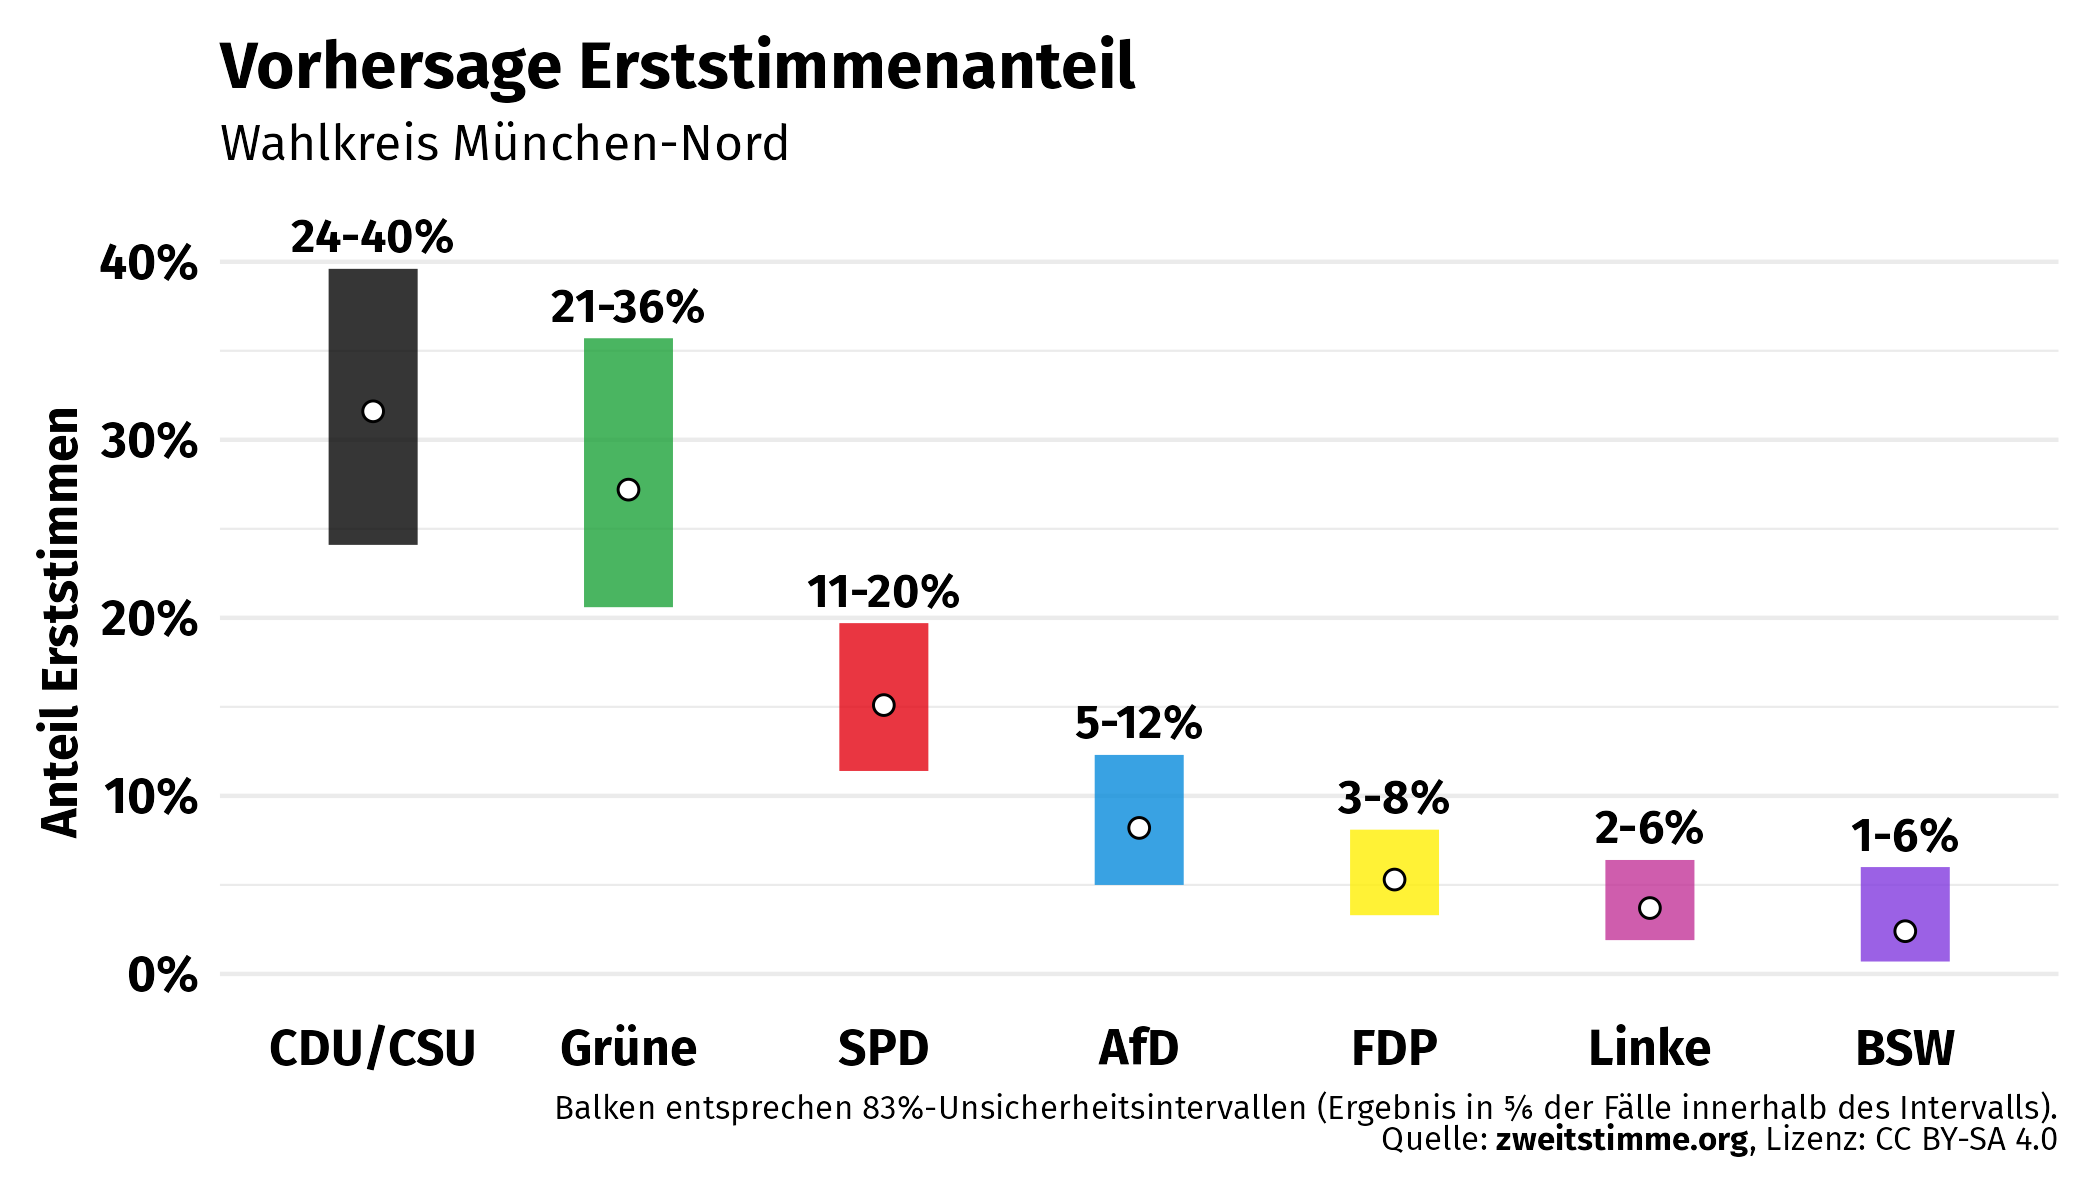 Vorhersage Erststimmenanteil
Wahlkreis München-Nord
Anteil Erststimmen
40%
30%
20%
10%
0%
24-40%
21-36%
11-20%
5-12%
3-8%
2-6%
1-6%
CDU/CSU Grüne SPD AfD FDP Linke BSW
Balken entsprechen 83%-Unsicherheitsintervallen (Ergebnis in ⅚ der Fälle innerhalb des Intervalls).
Quelle: zweitstimme.org, Lizenz: CC BY-SA 4.0